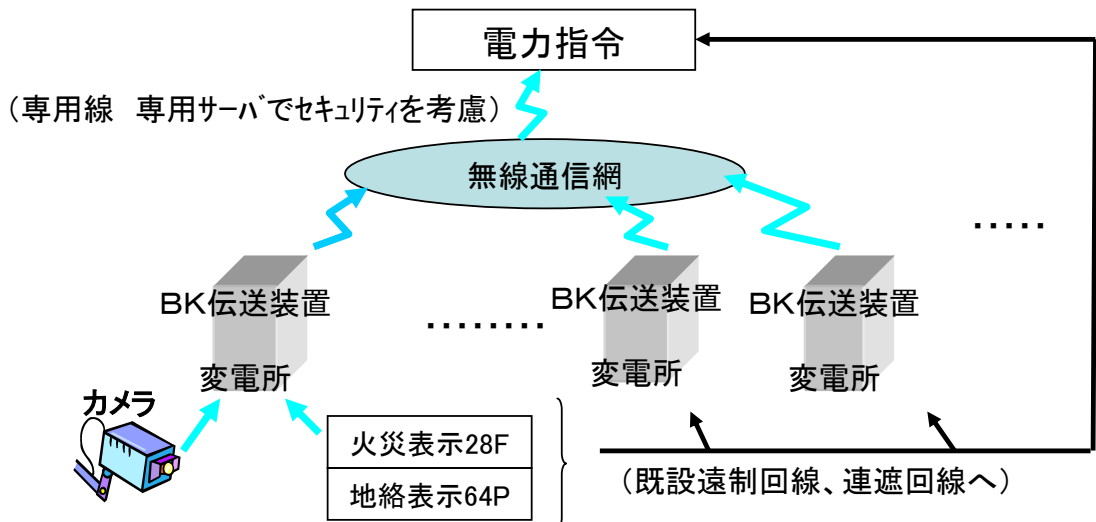 電力指令
（専用線　専用サーバでセキュリティを考慮）
無線通信網
‥‥‥
BK伝送装置
BK伝送装置
BK伝送装置
‥‥‥‥
変電所
変電所
変電所
カメラ
火災表示28F
地絡表示64P
（既設遠制回線、連遮回線へ）